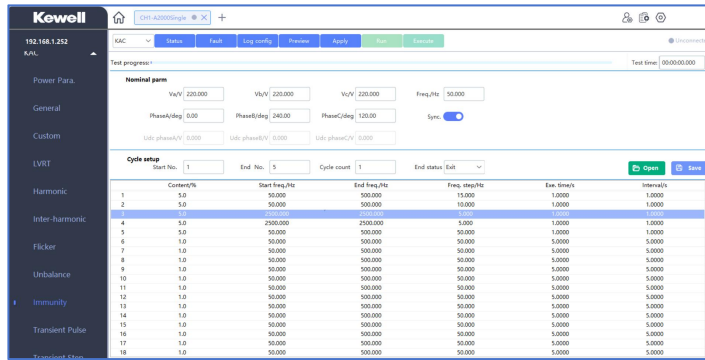 Kewell
CH1-A2000Single
192.168.1.252
KAC
Status
Fault
Log config
Preview
Apply
Run
Execute
Unconnect
KAC
Test progress:
Test time: 00:00:00.000
Power Para.
General
Custom
LVRT
Harmonic
Inter-harmonic
Flicker
Unbalance
Immunity
Transient Pulse
Transient Step
Nominal parm
Va/V 220.000 Vb/V 220.000 Vc/V 220.000 Freq./Hz 50.000
PhaseA/deg 0.00 PhaseB/deg 240.00 PhaseC/deg 120.00 Sync.
Udc phaseA/V 0.000 Udc phaseB/V 0.000 Udc phaseC/V 0.000
Cycle setup
Start No. 1 End No. 5 Cycle count 1 End status Exit
Open
Save
Content/% Start freq./Hz End freq./Hz Freq. step/Hz Exe. time/s Interval/s
1 5.0 50.000 500.000 15.000 1.0000 1.0000
2 5.0 50.000 500.000 10.000 1.0000 1.0000
3 5.0 2500.000 2500.000 5.000 1.0000 1.0000
4 5.0 2500.000 2500.000 5.000 1.0000 1.0000
5 5.0 50.000 500.000 50.000 1.0000 1.0000
6 1.0 50.000 500.000 50.000 5.0000 5.0000
7 1.0 50.000 500.000 50.000 5.0000 5.0000
8 1.0 50.000 500.000 50.000 5.0000 5.0000
9 1.0 50.000 500.000 50.000 5.0000 5.0000
10 1.0 50.000 500.000 50.000 5.0000 5.0000
11 1.0 50.000 500.000 50.000 5.0000 5.0000
12 1.0 50.000 500.000 50.000 5.0000 5.0000
13 1.0 50.000 500.000 50.000 5.0000 5.0000
14 1.0 50.000 500.000 50.000 5.0000 5.0000
15 1.0 50.000 500.000 50.000 5.0000 5.0000
16 1.0 50.000 500.000 50.000 5.0000 5.0000
17 1.0 50.000 500.000 50.000 5.0000 5.0000
18 1.0 50.000 500.000 50.000 5.0000 5.0000